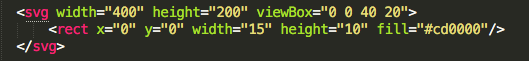 <svg width="400" height="200" viewBox="0 0 40 20">
    <rect x="0" y="0" width="15" height="10" fill="#cd0000"/>
</svg>